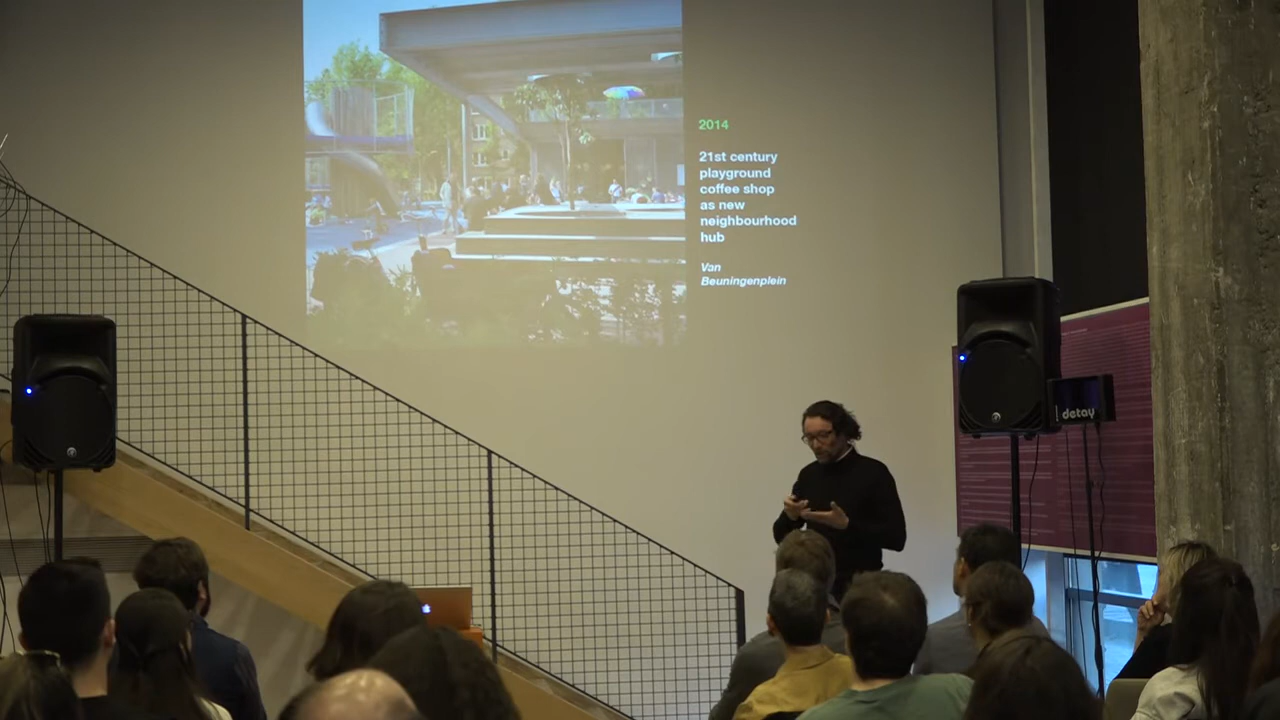 2014
21st century
playground
coffee shop
as new
neighbourhood
hub
Van
Beuningenplein
detay